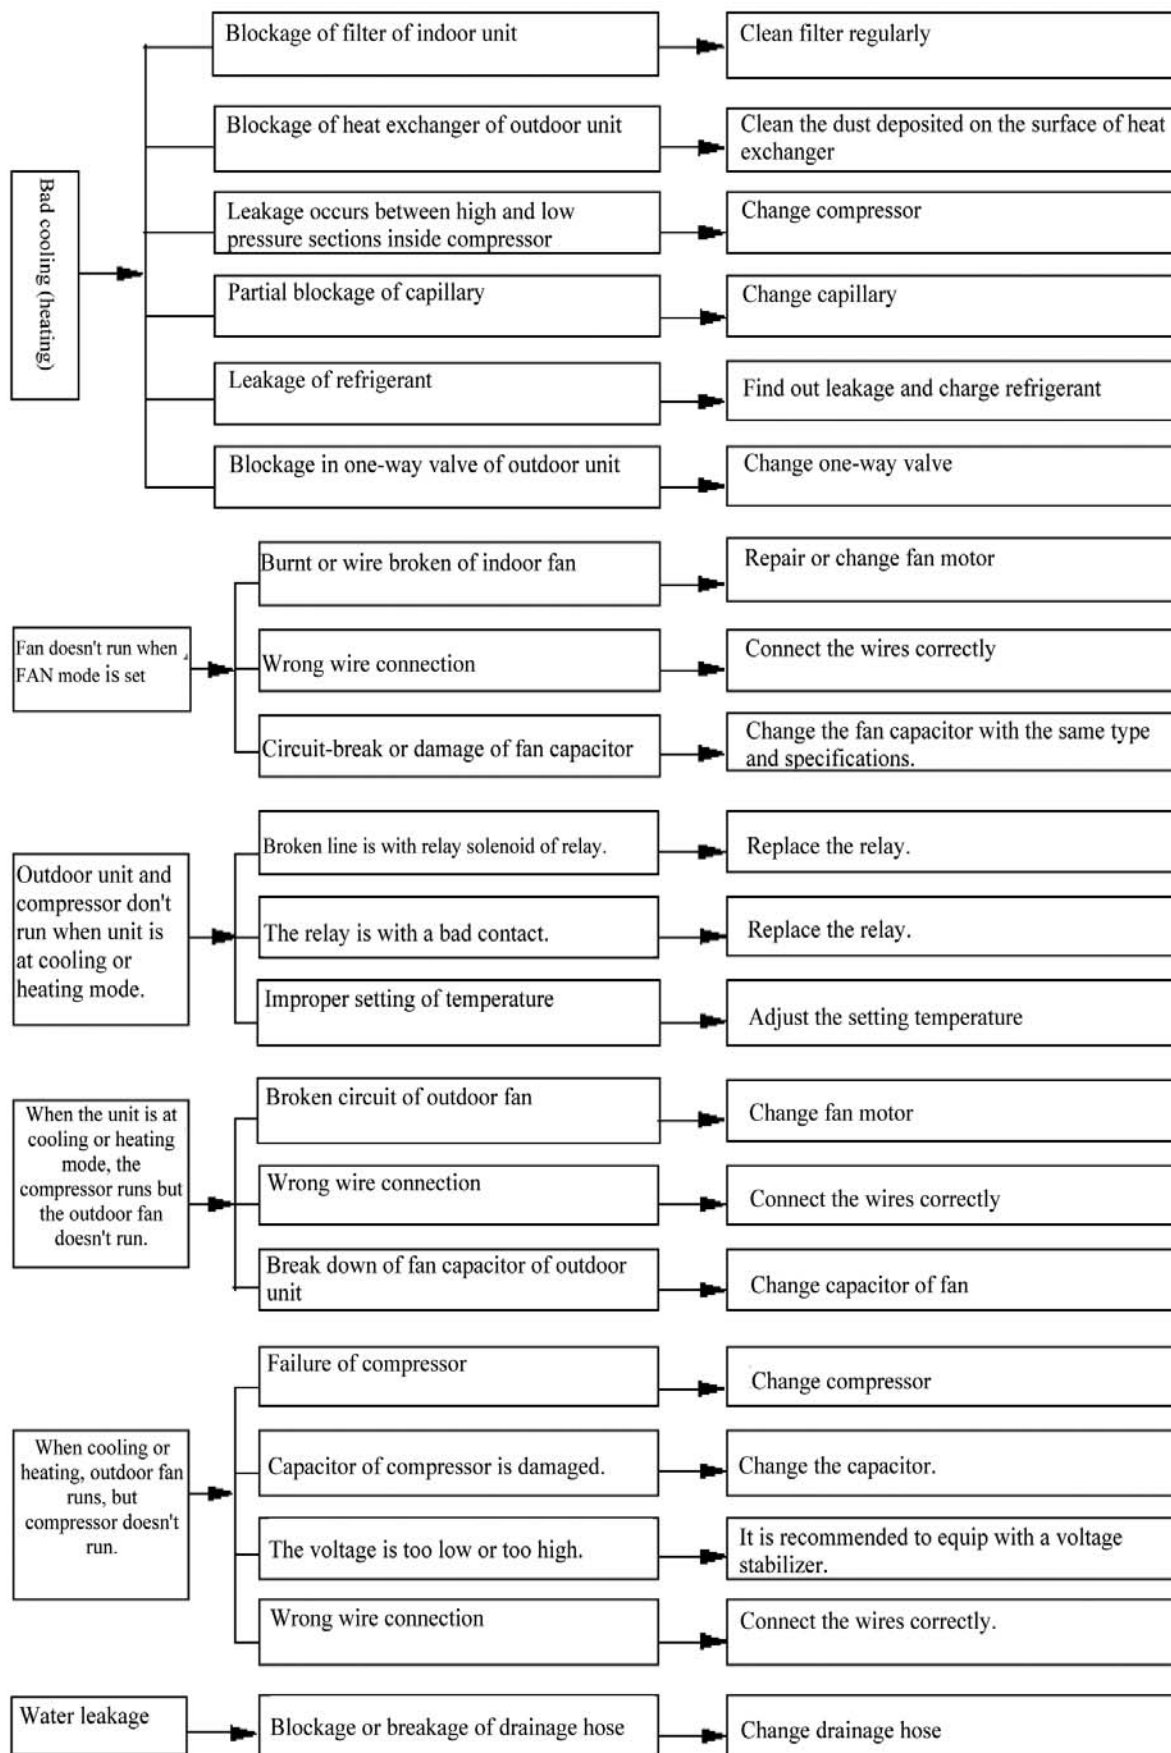 Blockage of filter of indoor unit
Clean filter regularly
Blockage of heat exchanger of outdoor unit
Clean the dust deposited on the surface of heat
exchanger
Bad cooling (heating)
Leakage occurs between high and low
pressure sections inside compressor
Change compressor
Partial blockage of capillary
Change capillary
Leakage of refrigerant
Find out leakage and charge refrigerant
Blockage in one-way valve of outdoor unit
Change one-way valve
Fan doesn't run when
FAN mode is set
Burnt or wire broken of indoor fan
Repair or change fan motor
Wrong wire connection
Connect the wires correctly
Circuit-break or damage of fan capacitor
Change the fan capacitor with the same type
and specifications.
Outdoor unit and
compressor don't
run when unit is
at cooling or
heating mode.
Broken line is with relay solenoid of relay.
Replace the relay.
The relay is with a bad contact.
Replace the relay.
Improper setting of temperature
Adjust the setting temperature
When the unit is at
cooling or heating
mode, the
compressor runs but
the outdoor fan
doesn't run.
Broken circuit of outdoor fan
Change fan motor
Wrong wire connection
Connect the wires correctly
Break down of fan capacitor of outdoor
unit
Change capacitor of fan
When cooling or
heating, outdoor fan
runs, but
compressor doesn't
run.
Failure of compressor
Change compressor
Capacitor of compressor is damaged.
Change the capacitor.
The voltage is too low or too high.
It is recommended to equip with a voltage
stabilizer.
Wrong wire connection
Connect the wires correctly.
Water leakage
Blockage or breakage of drainage hose
Change drainage hose